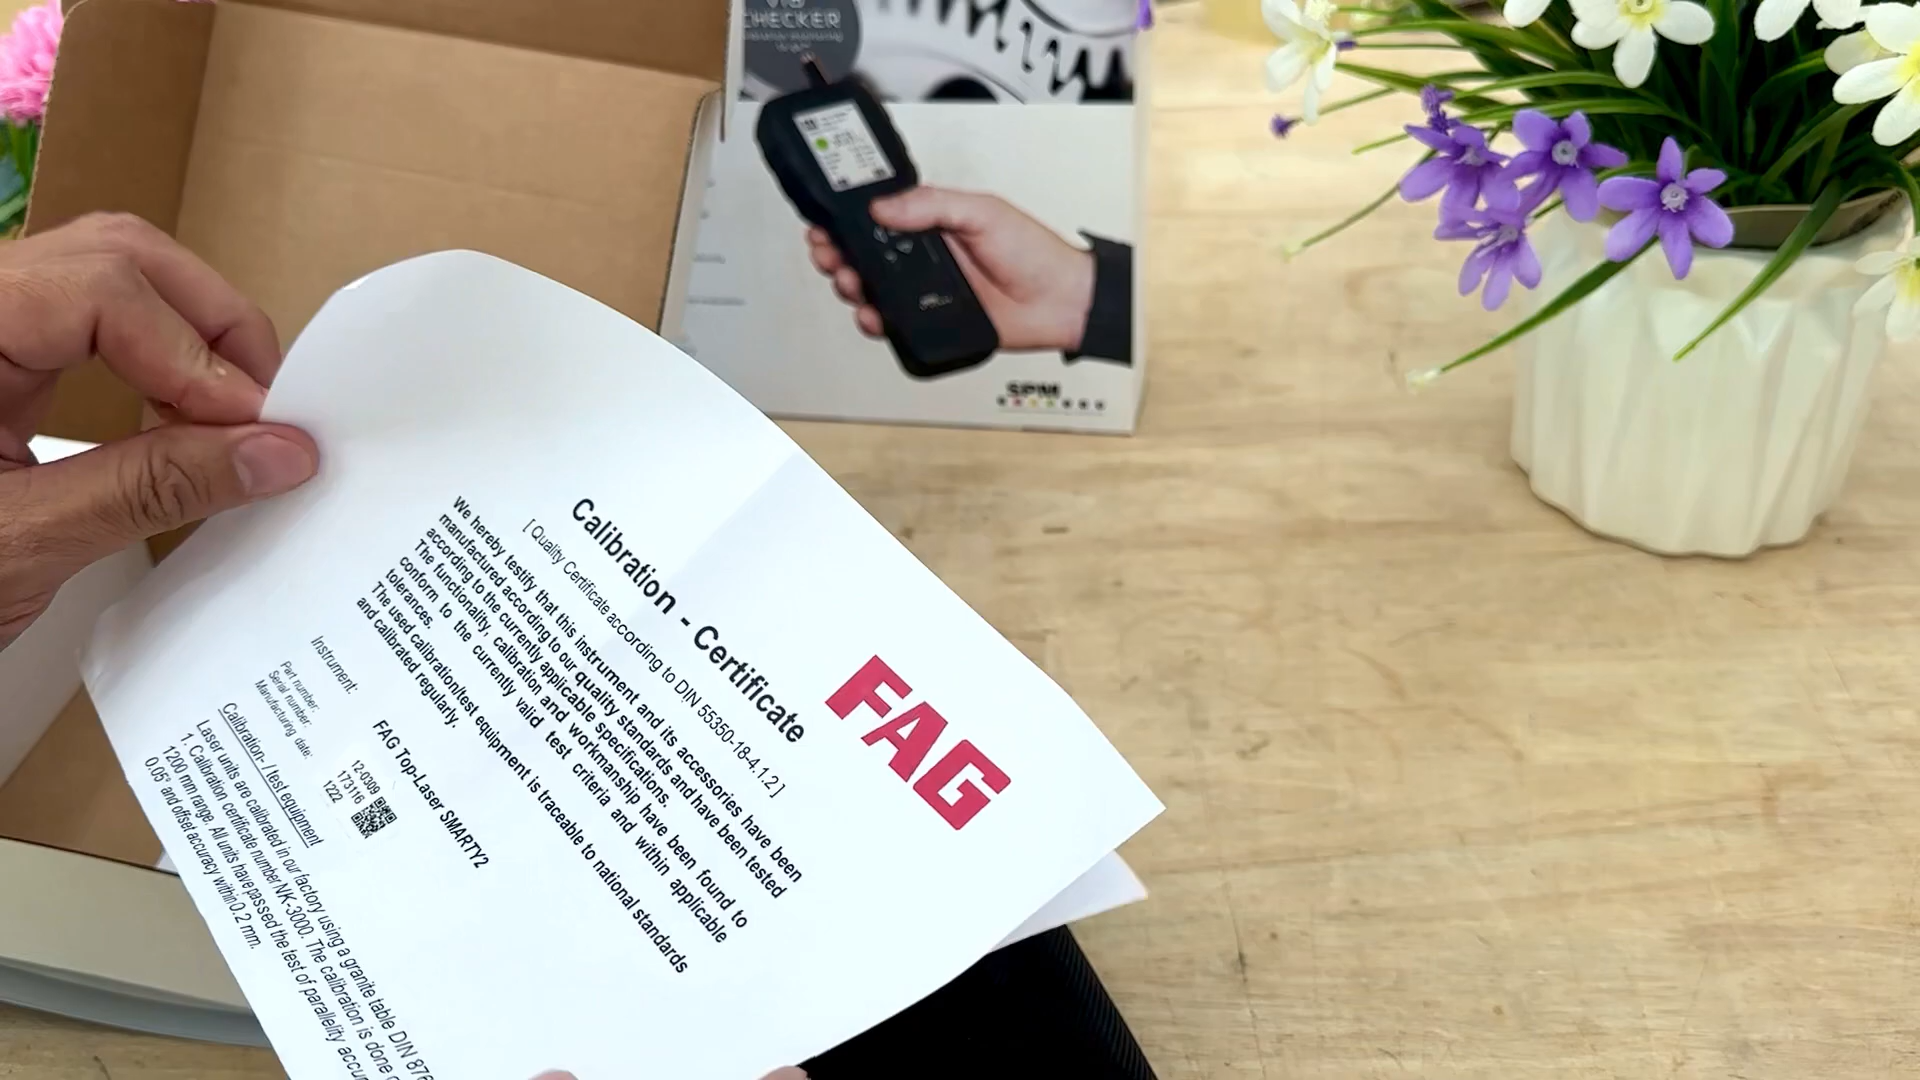 CHECKER
SPM
FAG
Calibration - Certificate
[ Quality Certificate according to DIN 55350-18-4.1.2 ]
We hereby testify that this instrument and its accessories have been
manufactured according to our quality standards and have been tested
according to the currently applicable specifications.
The functionality, calibration and workmanship have been found to
conform to the currently valid test criteria and within applicable
tolerances.
The used calibration/test equipment is traceable to national standards
and calibrated regularly.
Instrument: FAG Top-Laser SMARTY2
Part number: 12-0309
Serial number: 173116
Manufacturing date: 1222
Calibration- / test equipment
Laser units are calibrated in our factory using a granite table DIN 876
1. Calibration certificate number NK-3000. The calibration is done
1200 mm range. All units have passed the test of parallelity
0.05° and offset accuracy within 0.2 mm.